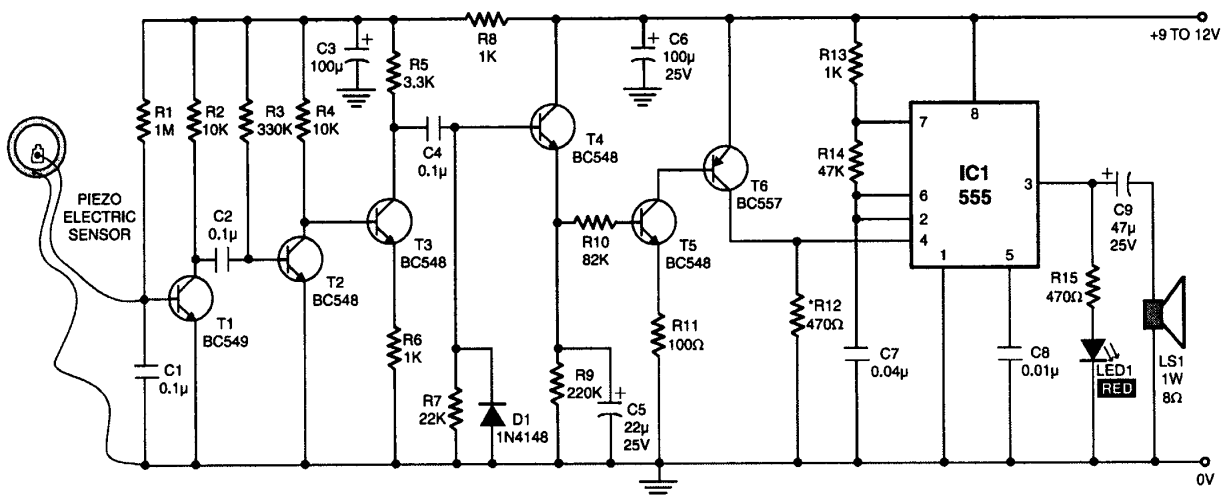 +9 TO 12V
R8
1K
C3
100µ
+
R5
3.3K
C6
100µ
25V
+
R13
1K
R1
1M
R2
10K
R3
330K
R4
10K
C4
0.1µ
T4
BC548
7
8
R14
47K
IC1
555
T6
BC557
6
2
4
3
1
5
+
C9
47µ
25V
PIEZO
ELECTRIC
SENSOR
C2
0.1µ
T3
BC548
R10
82K
T5
BC548
T2
BC548
T1
BC549
R15
470Ω
*R12
470Ω
R11
100Ω
R6
1K
C1
0.1µ
R7
22K
D1
1N4148
R9
220K
+
C5
22µ
25V
C7
0.04µ
C8
0.01µ
LED1
RED
LS1
1W
8Ω
0V